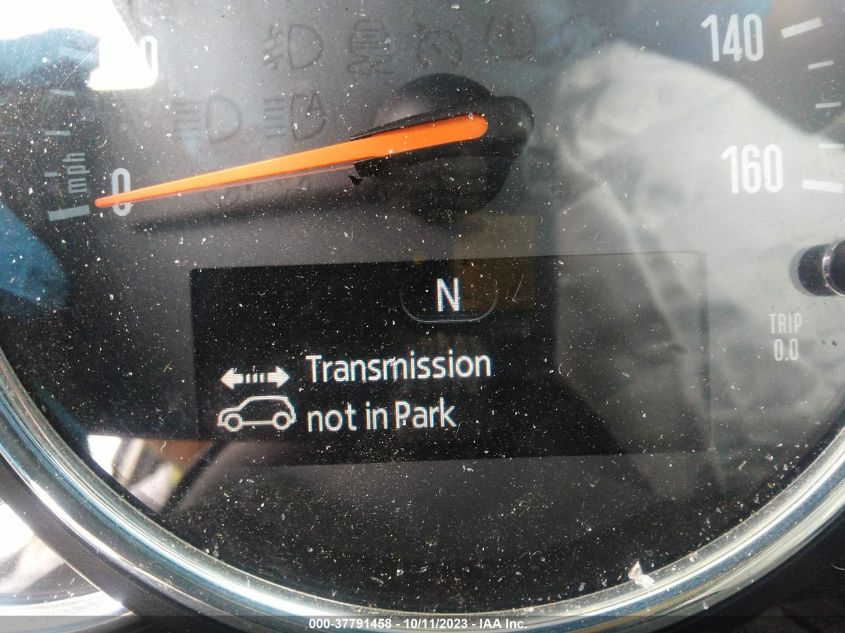 140
160
mph
0
N
TRIP
0.0
Transmission
not in Park
000-37791458 - 10/11/2023 - IAA Inc.